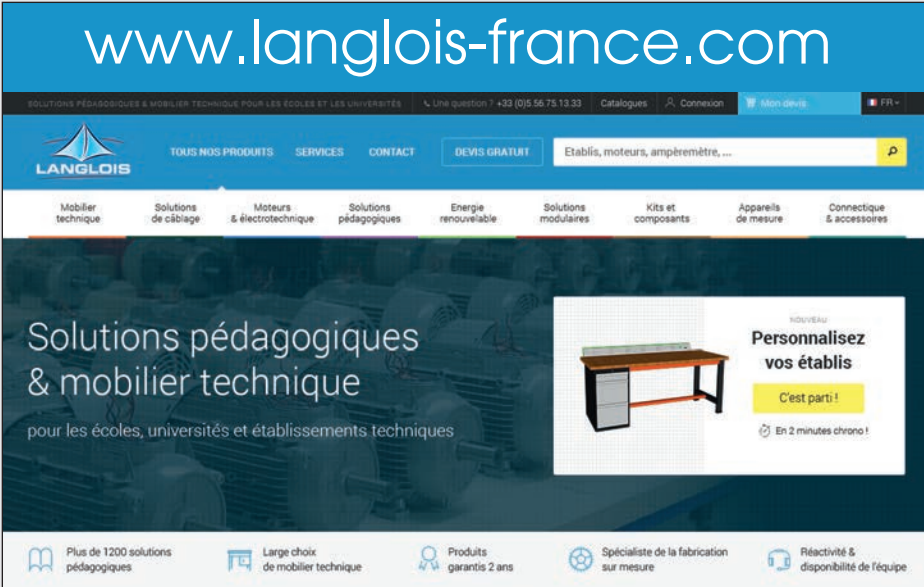 www.langlois-france.com
SOLUTIONS PÉDAGOGIQUES & MOBILIER TECHNIQUE POUR LES ÉCOLES ET LES UNIVERSITÉS
Une question ? +33 (0)5.56.75.13.33
Catalogues
Connexion
Mon devis
FR
LANGLOIS
TOUS NOS PRODUITS
SERVICES
CONTACT
DEVIS GRATUIT
Etablis, moteurs, ampèremètre, ...
Mobilier
technique
Solutions
de câblage
Moteurs
& électrotechnique
Solutions
pédagogiques
Energie
renouvelable
Solutions
modulaires
Kits et
composants
Appareils
de mesure
Connectique
& accessoires
Solutions pédagogiques
& mobilier technique
pour les écoles, universités et établissements techniques
NOUVEAU
Personnalisez
vos établis
C'est parti !
En 2 minutes chrono !
Plus de 1200 solutions
pédagogiques
Large choix
de mobilier technique
Produits
garantis 2 ans
Spécialiste de la fabrication
sur mesure
Réactivité &
disponibilité de l'équipe